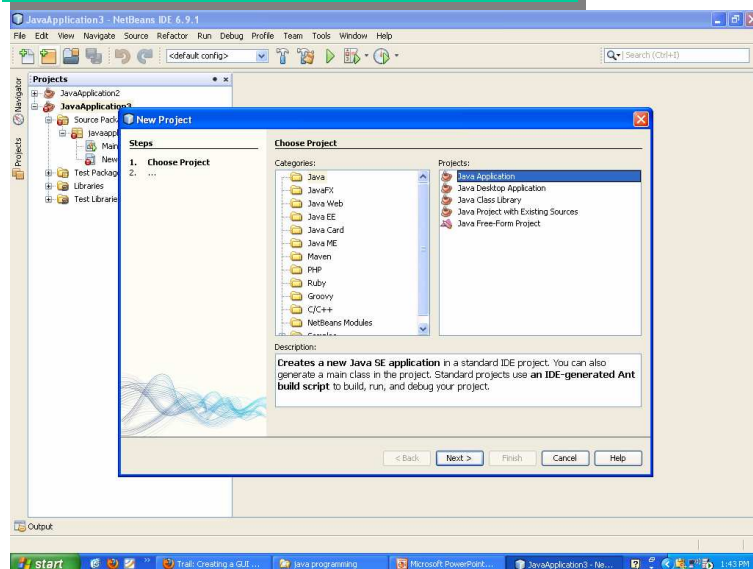 JavaApplication3 - NetBeans IDE 6.9.1
File Edit View Navigate Source Refactor Run Debug Profile Team Tools Window Help
<default config>
Search (Ctrl+I)
Navigator
Projects
Projects
JavaApplication2
JavaApplication3
Source Pack
javaappl
Main
New
Test Package
Libraries
Test Librarie
New Project
Steps
1. Choose Project
2. ...
Choose Project
Categories:
Java
JavaFX
Java Web
Java EE
Java Card
Java ME
Maven
PHP
Ruby
Groovy
C/C++
NetBeans Modules
Projects:
Java Application
Java Desktop Application
Java Class Library
Java Project with Existing Sources
Java Free-Form Project
Description:
Creates a new Java SE application in a standard IDE project. You can also
generate a main class in the project. Standard projects use an IDE-generated Ant
build script to build, run, and debug your project.
< Back Next > Finish Cancel Help
Output
start Trail: Creating a GUI ... java programming Microsoft PowerPoint... JavaApplication3 - Ne... 1:43 PM